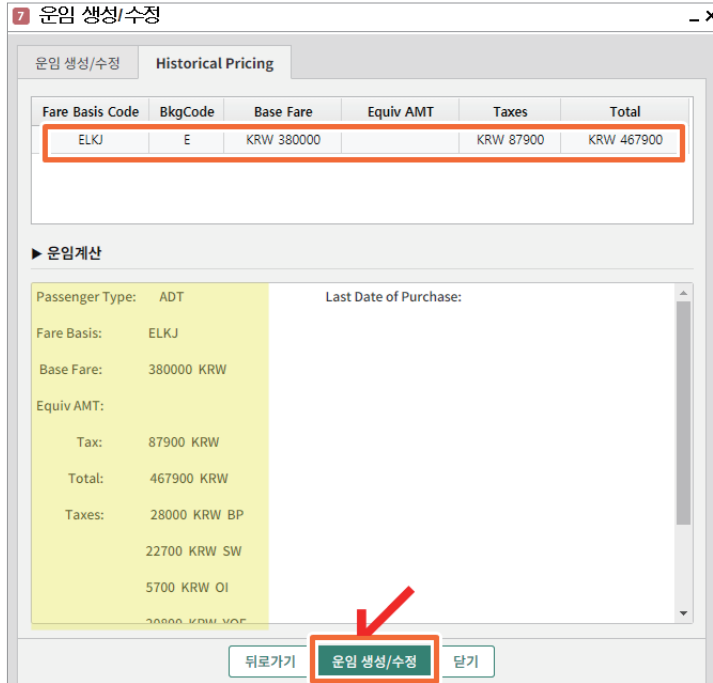 7 운임 생성/수정
운임 생성/수정 Historical Pricing
Fare Basis Code BkgCode Base Fare Equiv AMT Taxes Total
ELKJ E KRW 380000 KRW 87900 KRW 467900
▶ 운임계산
Passenger Type: ADT Last Date of Purchase:
Fare Basis: ELKJ
Base Fare: 380000 KRW
Equiv AMT:
Tax: 87900 KRW
Total: 467900 KRW
Taxes: 28000 KRW BP
22700 KRW SW
5700 KRW OI
KRW
뒤로가기 운임 생성/수정 닫기